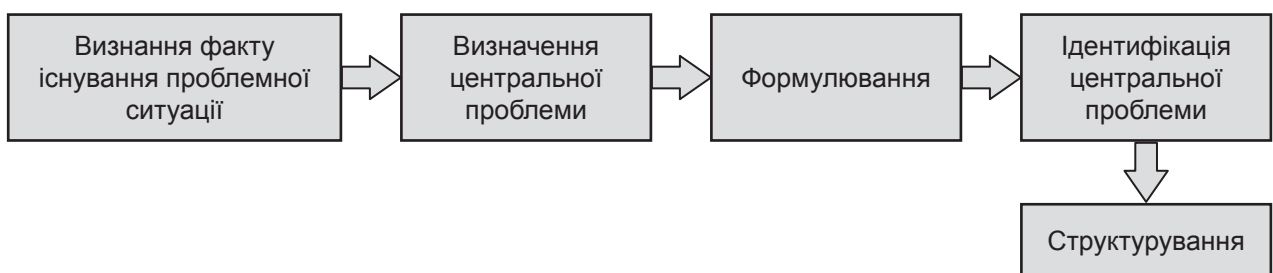 Визнання факту
існування проблемної
ситуації
Визначення
центральної
проблеми
Формулювання
Ідентифікація
центральної
проблеми
Структурування